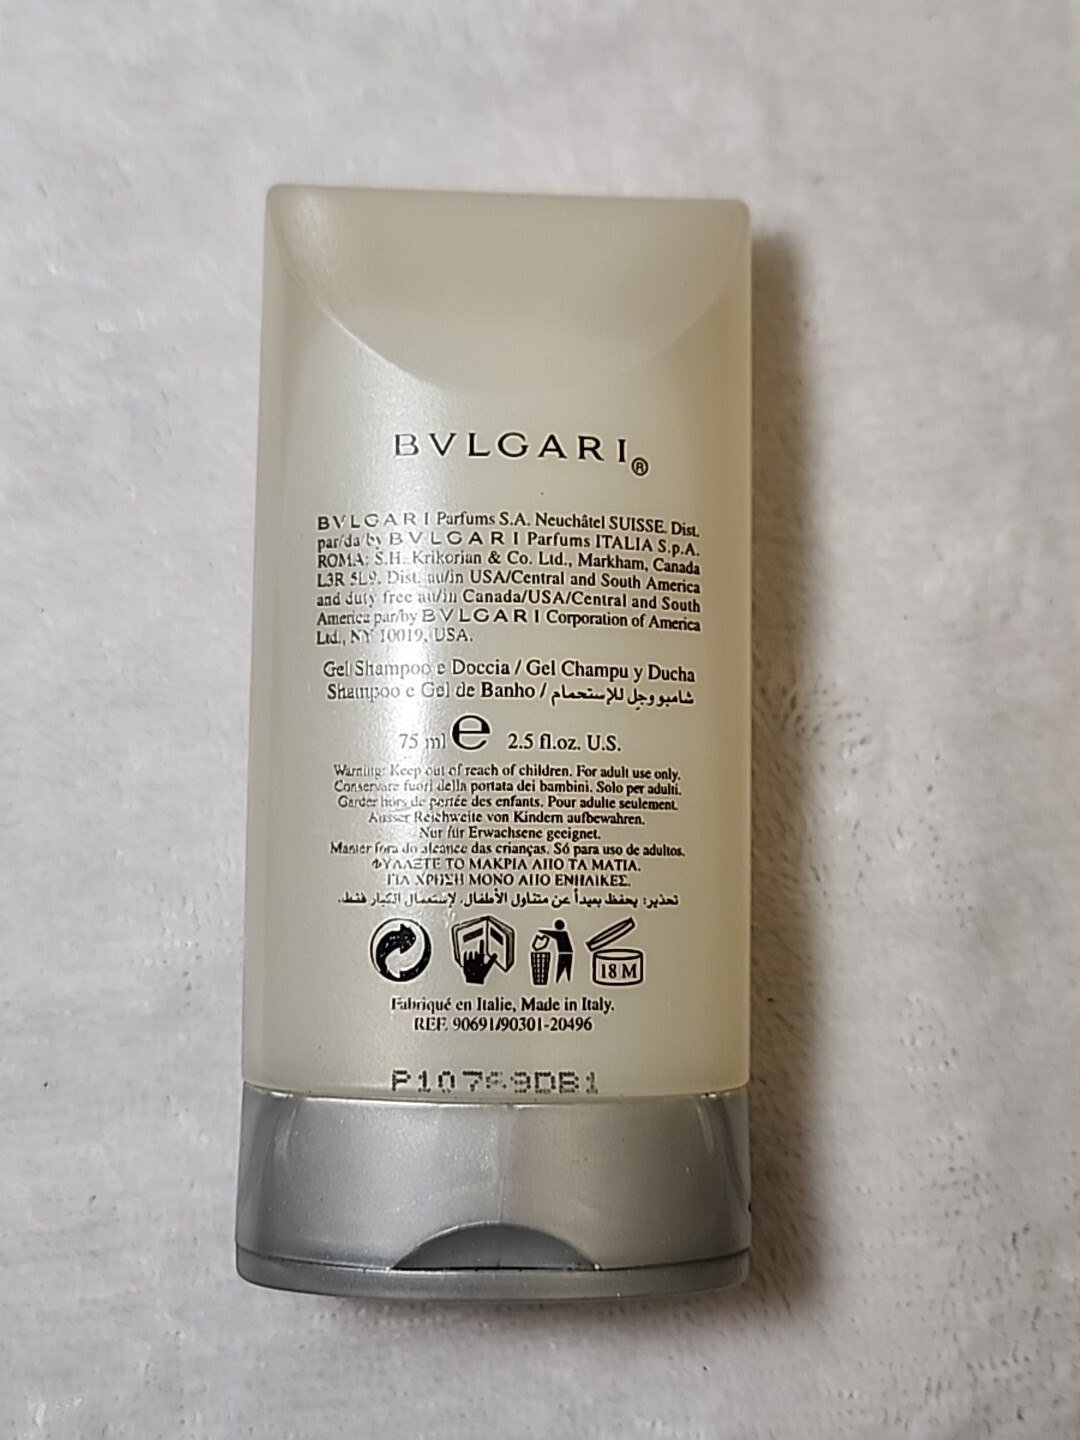 BVLGARI®
BVLGARI Parfums S.A. Neuchâtel SUISSE. Dist.
par/da/by BVLGARI Parfums ITALIA S.p.A.
ROMA; S.H. Krikorian & Co. Ltd., Markham, Canada
L3R 5L9. Dist. au/in USA/Central and South America
and duty free au/in Canada/USA/Central and South
America par/by BVLGARI Corporation of America
Ltd., NY 10019, USA.
Gel Shampoo e Doccia / Gel Champu y Ducha
Shampoo e Gel de Banho / شامبو وجل للإستحمام
75 ml e 2.5 fl.oz. U.S.
Warning: Keep out of reach of children. For adult use only.
Conservare fuori della portata dei bambini. Solo per adulti.
Garder hors de portée des enfants. Pour adulte seulement.
Ausser Reichweite von Kindern aufbewahren.
Nur für Erwachsene geeignet.
Manter fora do alcance das crianças. Só para uso de adultos.
ΦΥΛΑΞΤΕ ΤΟ ΜΑΚΡΙΑ ΑΠΟ ΤΑ ΜΑΤΙΑ.
ΓΙΑ ΧΡΗΣΗ ΜΟΝΟ ΑΠΟ ΕΝΗΛΙΚΕΣ.
تحذير: يحفظ بعيداً عن متناول الأطفال. لإستعمال الكبار فقط.
18 M
Fabriqué en Italie, Made in Italy.
REF. 90691/90301-20496